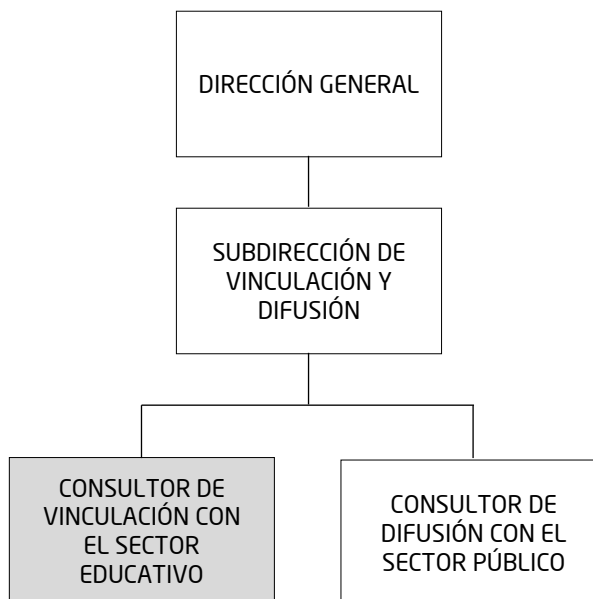 DIRECCIÓN GENERAL
SUBDIRECCIÓN DE
VINCULACIÓN Y
DIFUSIÓN
CONSULTOR DE
VINCULACIÓN CON
EL SECTOR
EDUCATIVO
CONSULTOR DE
DIFUSIÓN CON EL
SECTOR PÚBLICO